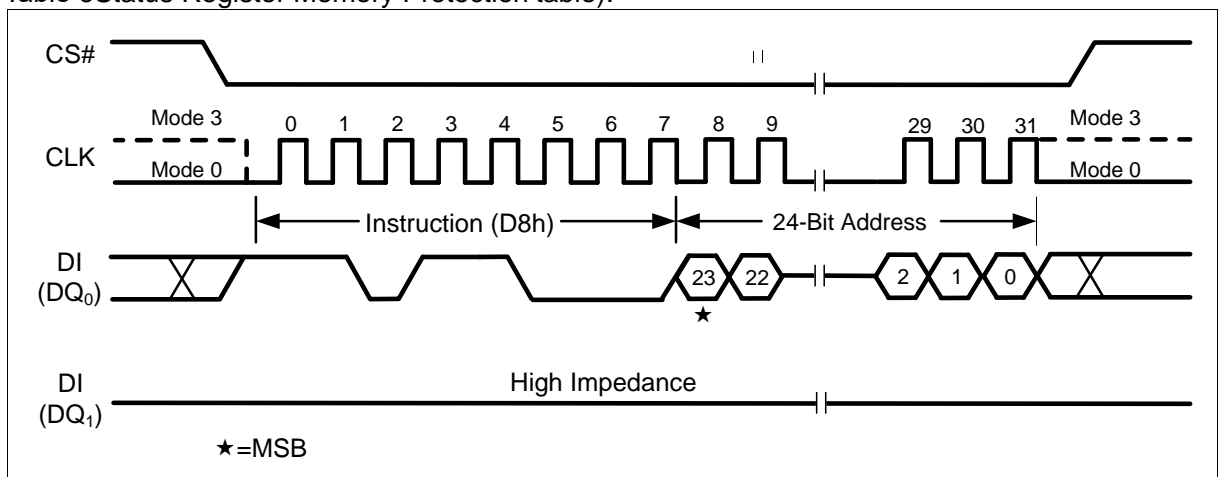 Table 6Status Register Memory Protection table).
CS#
Mode 3
0 1 2 3 4 5 6 7 8 9 29 30 31
Mode 3
CLK
Mode 0
Mode 0
Instruction (D8h)
24-Bit Address
DI
(DQ0)
23 22 2 1 0
★
DI
(DQ1)
High Impedance
★=MSB